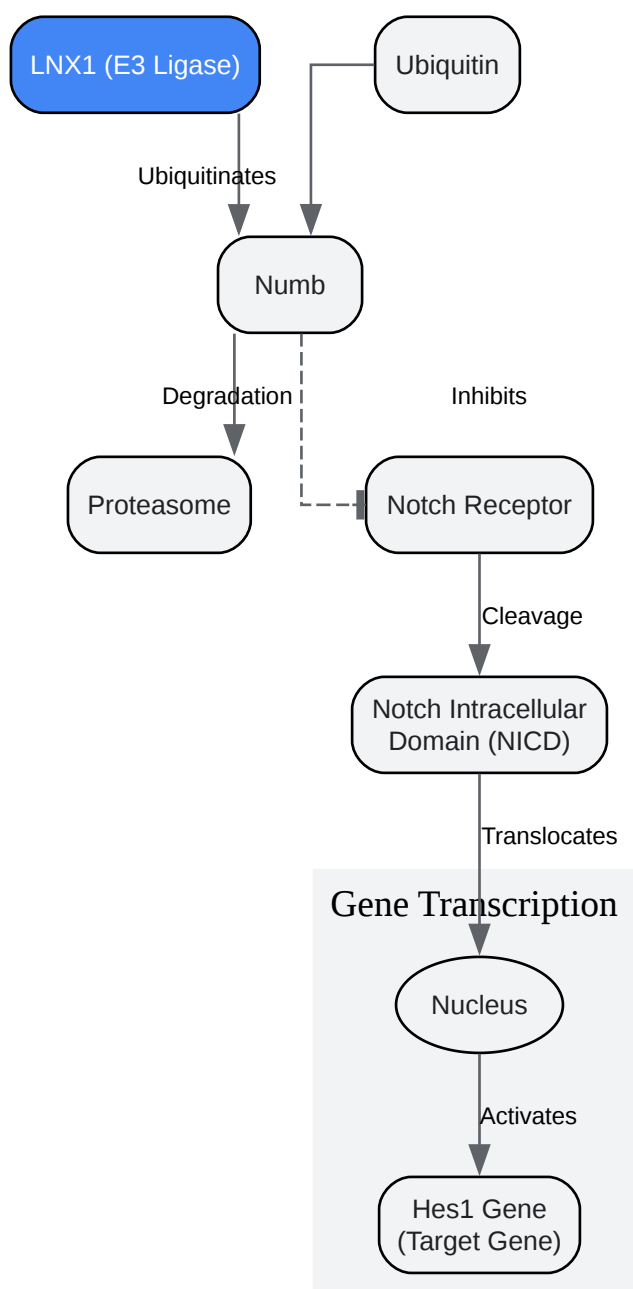 LNX1 (E3 Ligase)
Ubiquitin
Ubiquitinates
Numb
Degradation
Inhibits
Proteasome
Notch Receptor
Cleavage
Notch Intracellular
Domain (NICD)
Translocates
Gene Transcription
Nucleus
Activates
Hes1 Gene
(Target Gene)